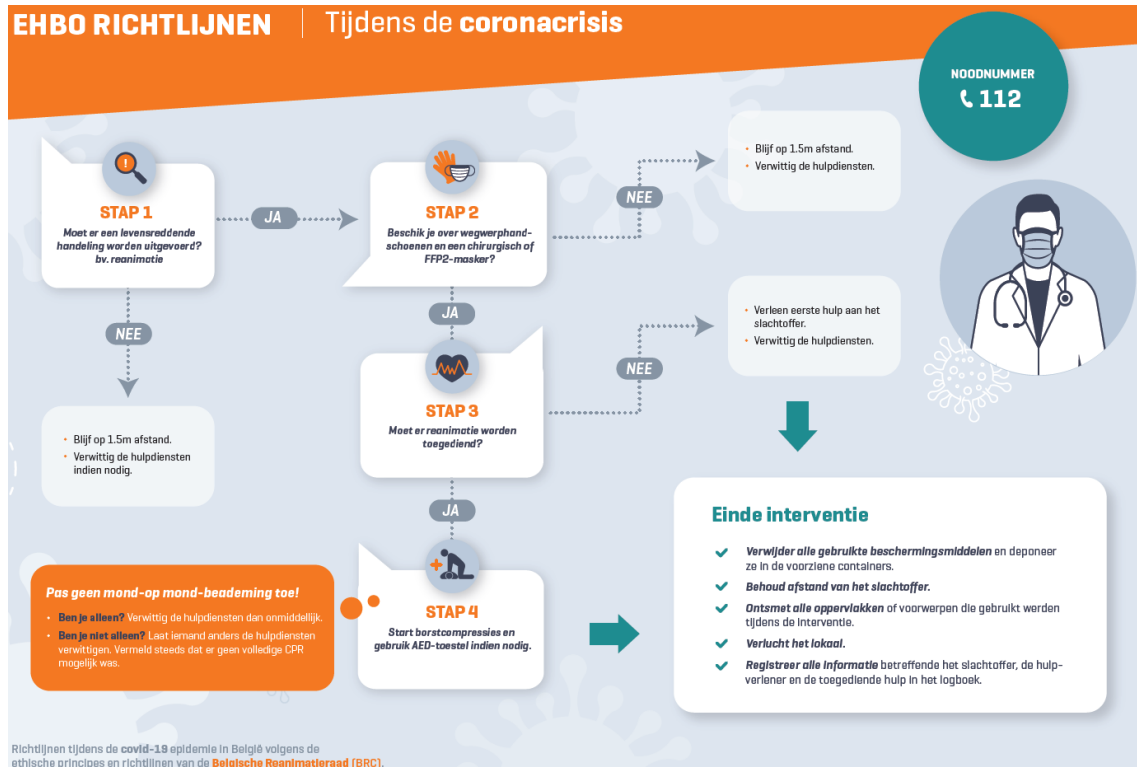 EHBO RICHTLIJNEN | Tijdens de coronacrisis
NOODNUMMER
112
STAP 1
Moet er een levensreddende
handeling worden uitgevoerd?
bv. reanimatie
JA
STAP 2
Beschik je over wegwerphand-
schoenen en een chirurgisch of
FFP2-masker?
NEE
• Blijf op 1.5m afstand.
• Verwittig de hulpdiensten.
NEE
• Blijf op 1.5m afstand.
• Verwittig de hulpdiensten
indien nodig.
JA
STAP 3
Moet er reanimatie worden
toegediend?
NEE
• Verleen eerste hulp aan het
slachtoffer.
• Verwittig de hulpdiensten.
JA
STAP 4
Start borstcompressies en
gebruik AED-toestel indien nodig.
Pas geen mond-op mond-beademing toe!
• Ben je alleen? Verwittig de hulpdiensten dan onmiddellijk.
• Ben je niet alleen? Laat iemand anders de hulpdiensten
verwittigen. Vermeld steeds dat er geen volledige CPR
mogelijk was.
Einde interventie
Verwijder alle gebruikte beschermingsmiddelen en deponeer
ze in de voorziene containers.
Behoud afstand van het slachtoffer.
Ontsmet alle oppervlakken of voorwerpen die gebruikt werden
tijdens de interventie.
Verlucht het lokaal.
Registreer alle informatie betreffende het slachtoffer, de hulp-
verlener en de toegediende hulp in het logboek.
Richtlijnen tijdens de covid-19 epidemie in België volgens de
ethische principes en richtlijnen van de Belgische Reanimatieraad (BRC).